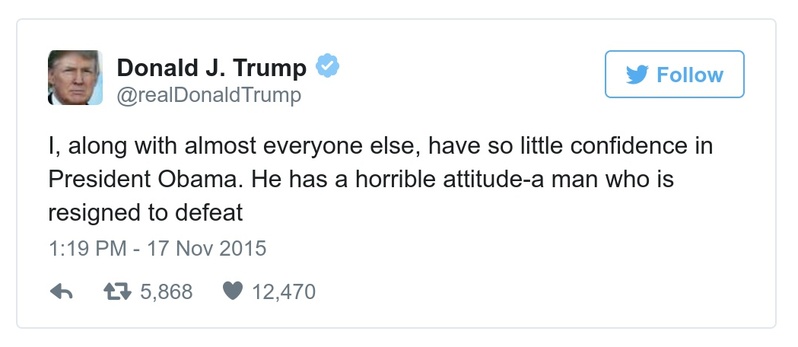 Donald J. Trump
@realDonaldTrump
Follow
I, along with almost everyone else, have so little confidence in
President Obama. He has a horrible attitude-a man who is
resigned to defeat
1:19 PM - 17 Nov 2015
5,868 12,470